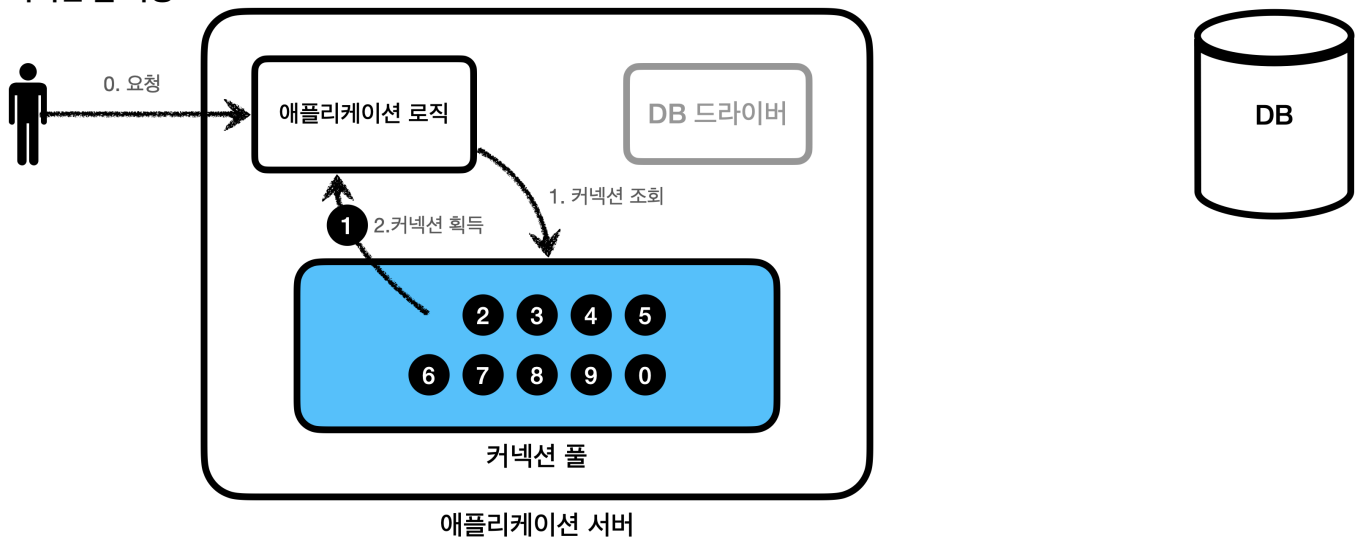 0. 요청
애플리케이션 로직
DB 드라이버
DB
1. 커넥션 조회
1
2.커넥션 획득
2 3 4 5
6 7 8 9 0
커넥션 풀
애플리케이션 서버